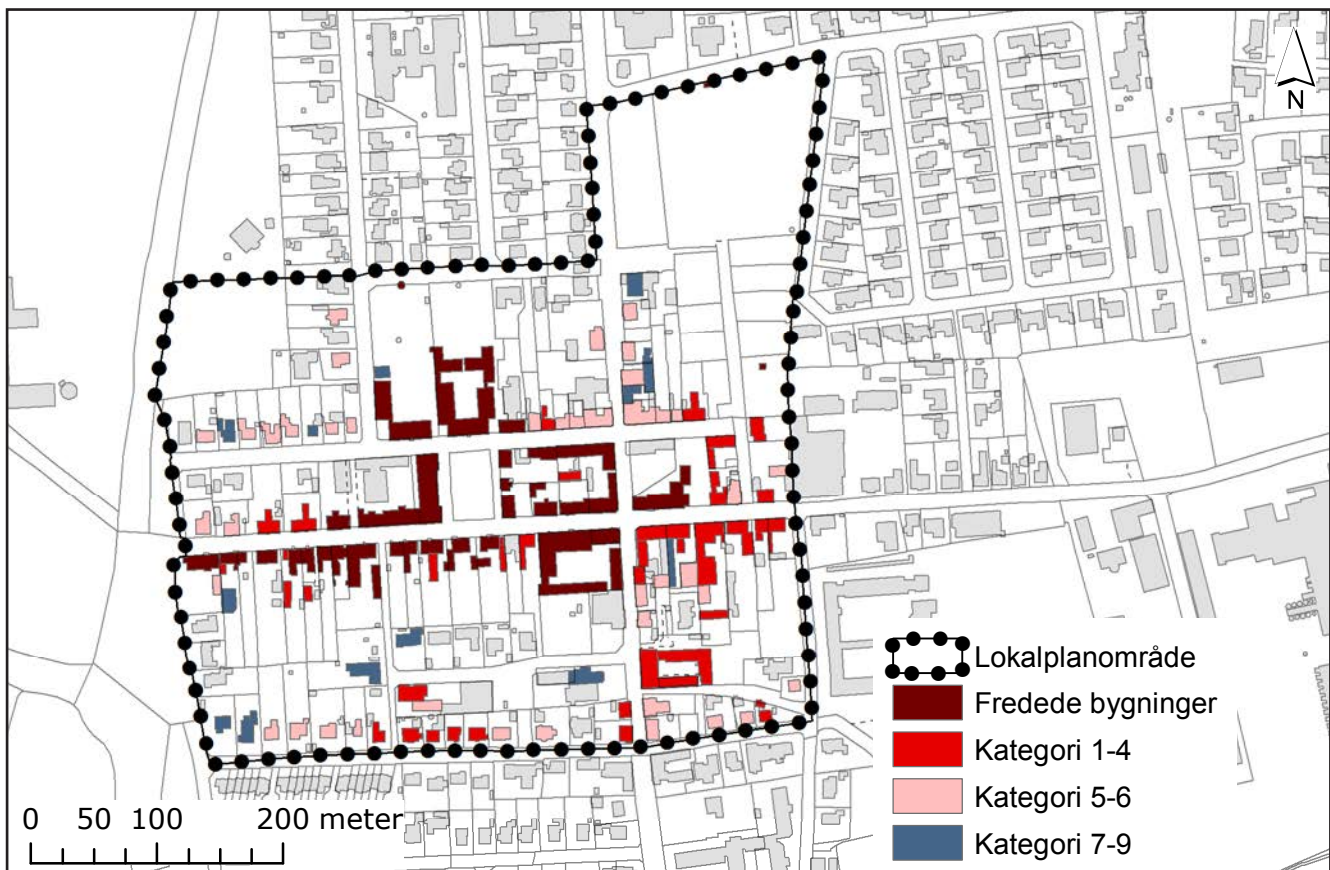 N
Lokalplanområde
Fredede bygninger
Kategori 1-4
Kategori 5-6
Kategori 7-9
0 50 100 200 meter